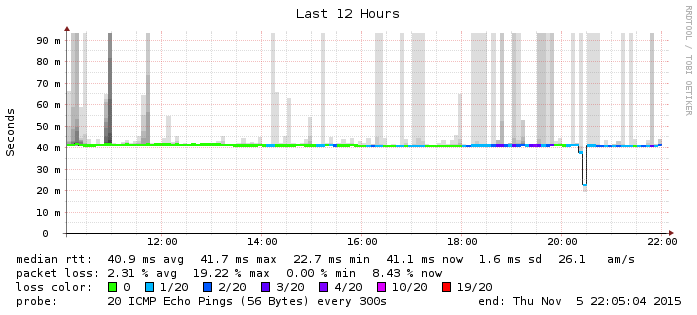 Last 12 Hours
RRDTOOL / TOBI OETIKER
Seconds
90 m
80 m
70 m
60 m
50 m
40 m
30 m
20 m
10 m
0
12:00 14:00 16:00 18:00 20:00 22:00
median rtt: 40.9 ms avg 41.7 ms max 22.7 ms min 41.1 ms now 1.6 ms sd 26.1 am/s
packet loss: 2.31 % avg 19.22 % max 0.00 % min 8.43 % now
loss color: 0 1/20 2/20 3/20 4/20 10/20 19/20
probe: 20 ICMP Echo Pings (56 Bytes) every 300s end: Thu Nov 5 22:05:04 2015